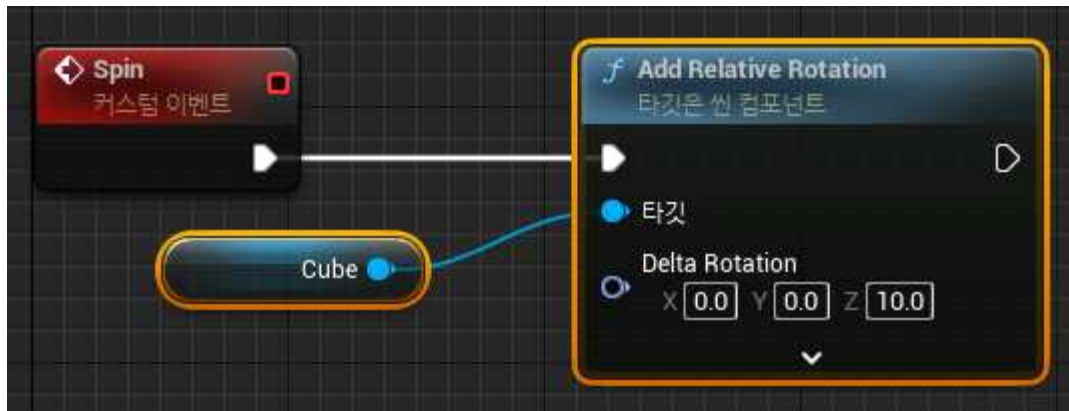 Spin
커스텀 이벤트
Cube
f Add Relative Rotation
타깃은 씬 컴포넌트
타깃
Delta Rotation
X 0.0 Y 0.0 Z 10.0